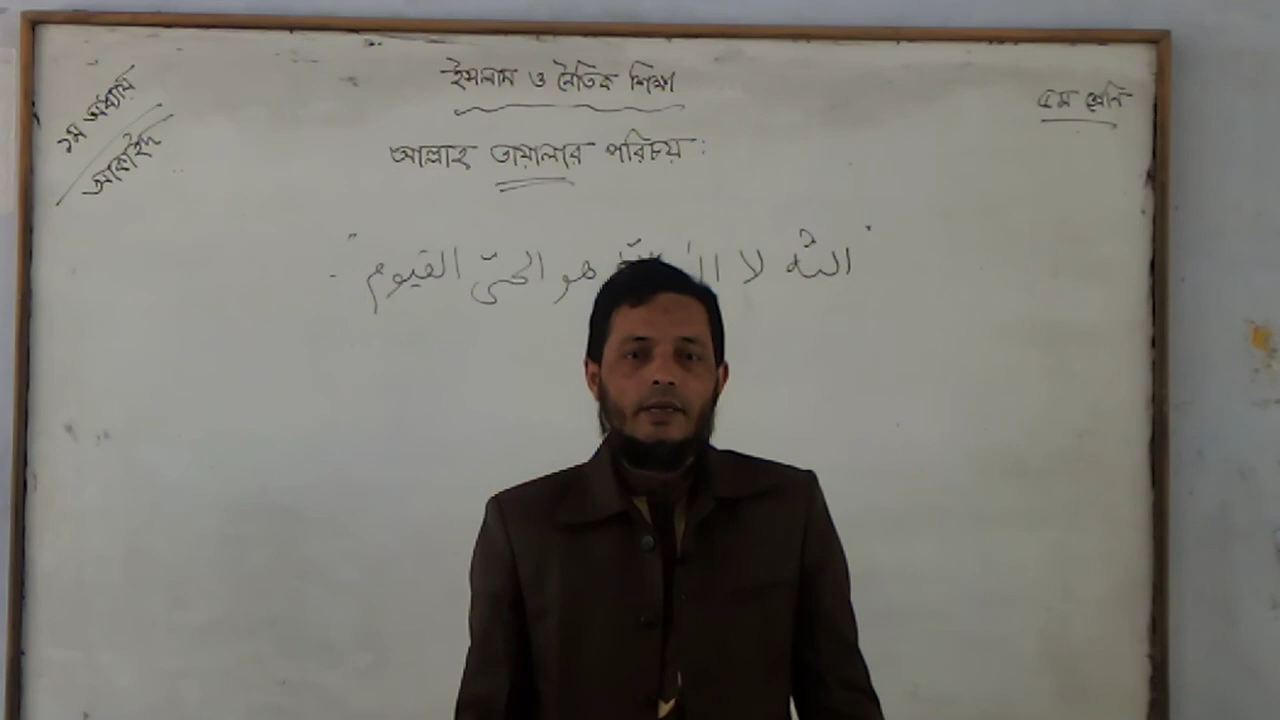 ইসলাম ও নৈতিক শিক্ষা
১ম অধ্যায়
আকাইদ
৫ম শ্রেনি
আল্লাহ তায়ালার পরিচয় :
"الله لا هو الحيّ القيوم"